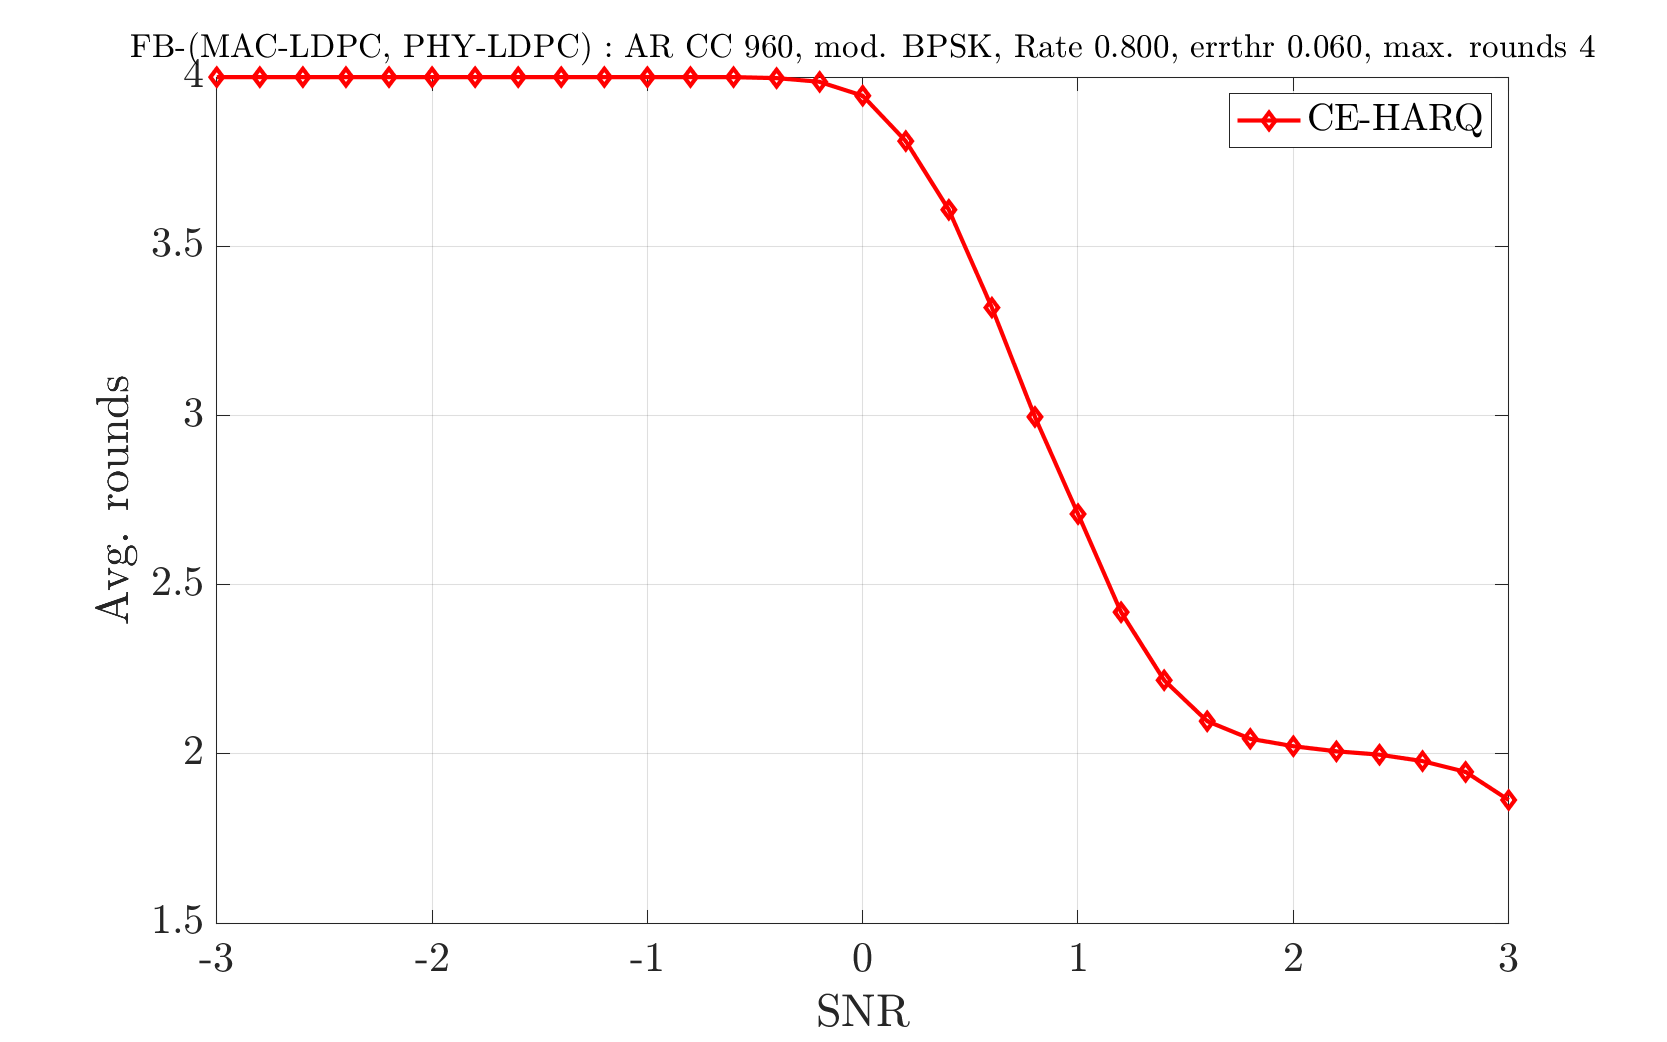 FB-(MAC-LDPC, PHY-LDPC) : AR CC 960, mod. BPSK, Rate 0.800, errthr 0.060, max. rounds 4
CE-HARQ
4
3.5
3
2.5
2
1.5
Avg. rounds
-3 -2 -1 0 1 2 3
SNR